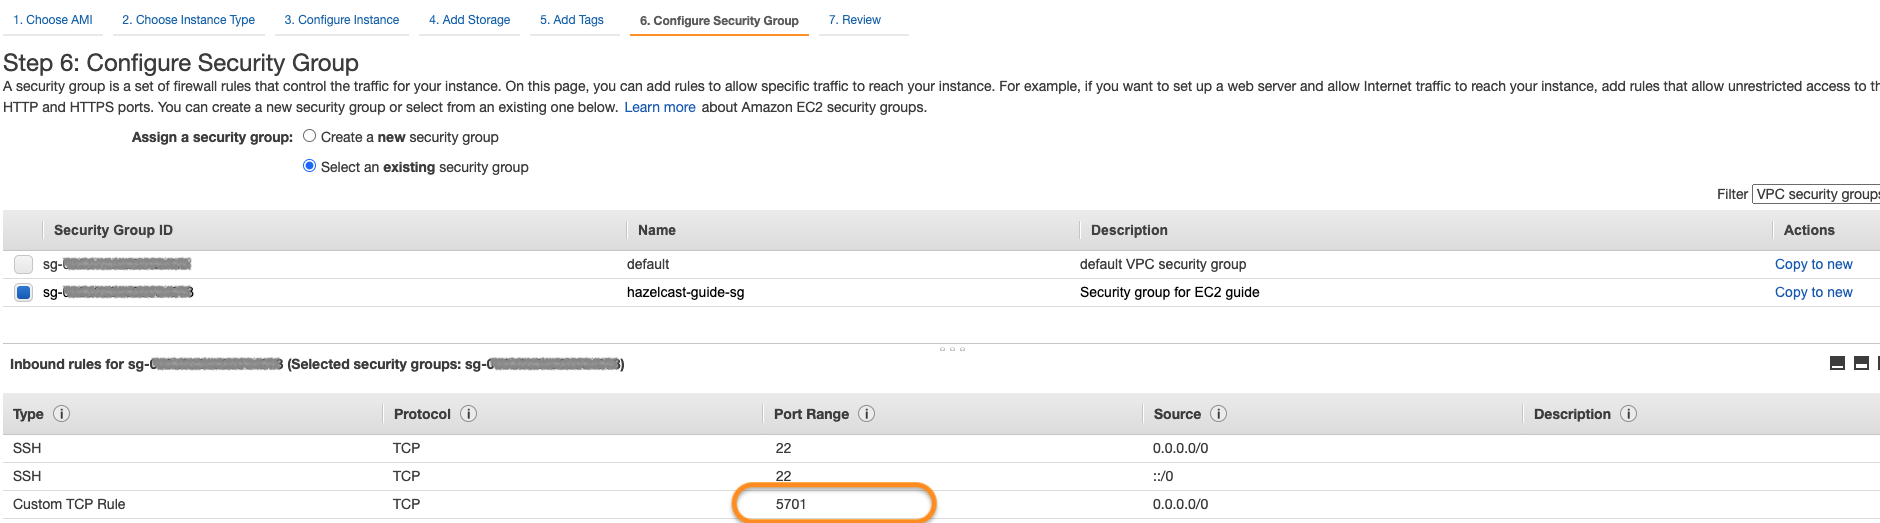 1. Choose AMI 2. Choose Instance Type 3. Configure Instance 4. Add Storage 5. Add Tags 6. Configure Security Group 7. Review
Step 6: Configure Security Group
A security group is a set of firewall rules that control the traffic for your instance. On this page, you can add rules to allow specific traffic to reach your instance. For example, if you want to set up a web server and allow Internet traffic to reach your instance, add rules that allow unrestricted access to
HTTP and HTTPS ports. You can create a new security group or select from an existing one below. Learn more about Amazon EC2 security groups.
Assign a security group: Create a new security group
Select an existing security group
Filter VPC security groups
Security Group ID Name Description Actions
sg- default default VPC security group Copy to new
sg- hazelcast-guide-sg Security group for EC2 guide Copy to new
Inbound rules for sg- (Selected security groups: sg- )
Type Protocol Port Range Source Description
SSH TCP 22 0.0.0.0/0
SSH TCP 22 ::/0
Custom TCP Rule TCP 5701 0.0.0.0/0